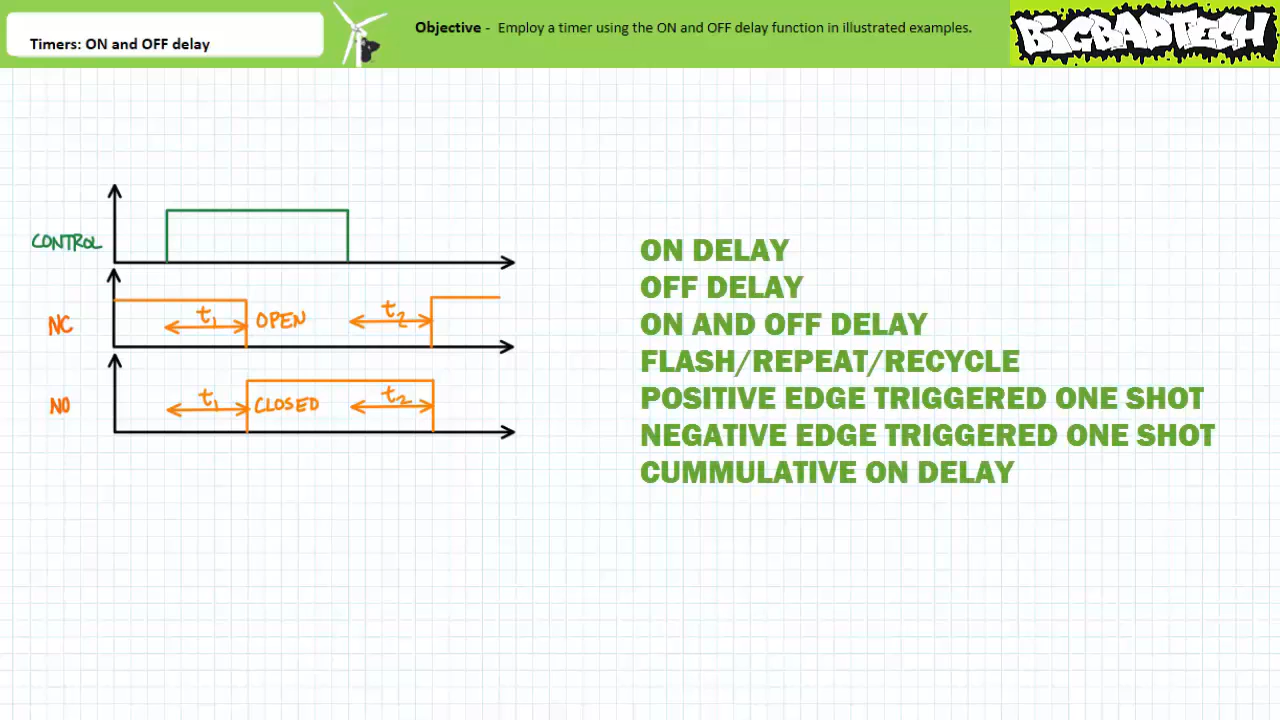 Timers: ON and OFF delay
Objective - Employ a timer using the ON and OFF delay function in illustrated examples.
BIGBADTECH
CONTROL
NC
t1
OPEN
t2
NO
t1
CLOSED
t2
ON DELAY
OFF DELAY
ON AND OFF DELAY
FLASH/REPEAT/RECYCLE
POSITIVE EDGE TRIGGERED ONE SHOT
NEGATIVE EDGE TRIGGERED ONE SHOT
CUMMULATIVE ON DELAY